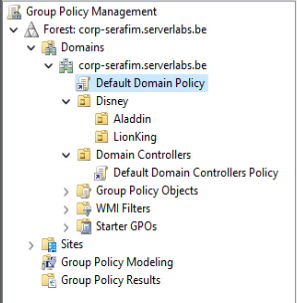 Group Policy Management
Forest: corp-serafim.serverlabs.be
Domains
corp-serafim.serverlabs.be
Default Domain Policy
Disney
Aladdin
LionKing
Domain Controllers
Default Domain Controllers Policy
Group Policy Objects
WMI Filters
Starter GPOs
Sites
Group Policy Modeling
Group Policy Results